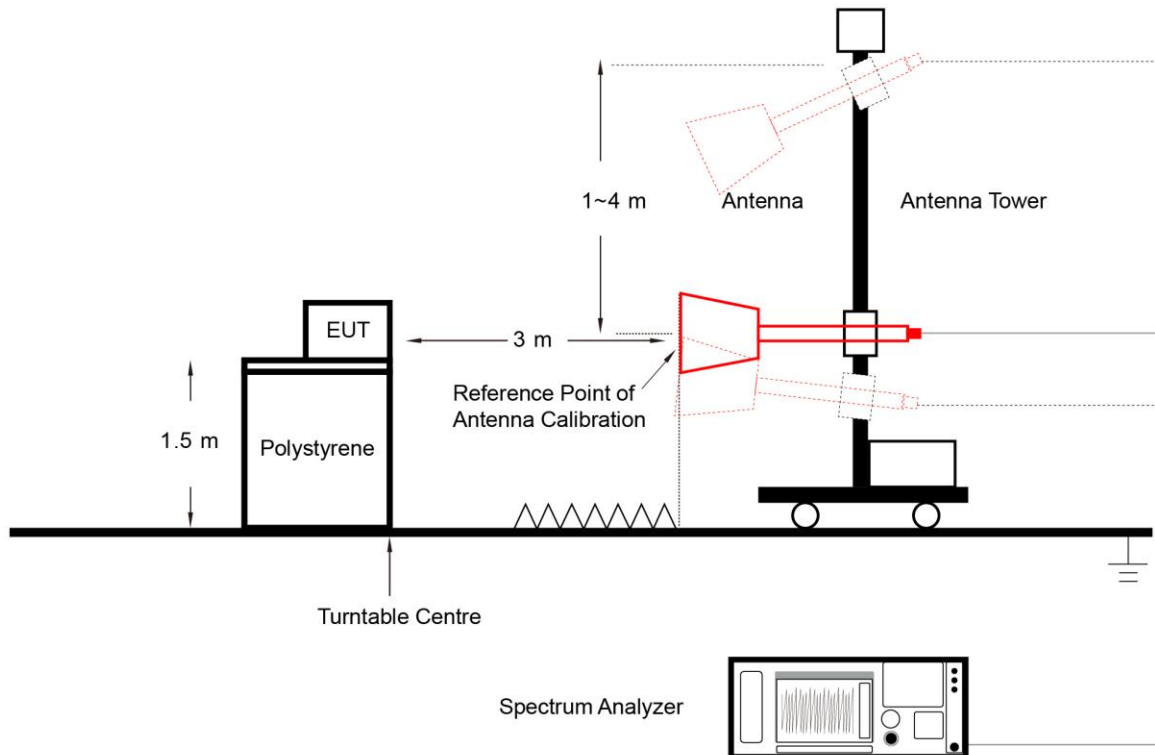 1~4 m
Antenna
Antenna Tower
EUT
3 m
Reference Point of
Antenna Calibration
1.5 m
Polystyrene
Turntable Centre
Spectrum Analyzer